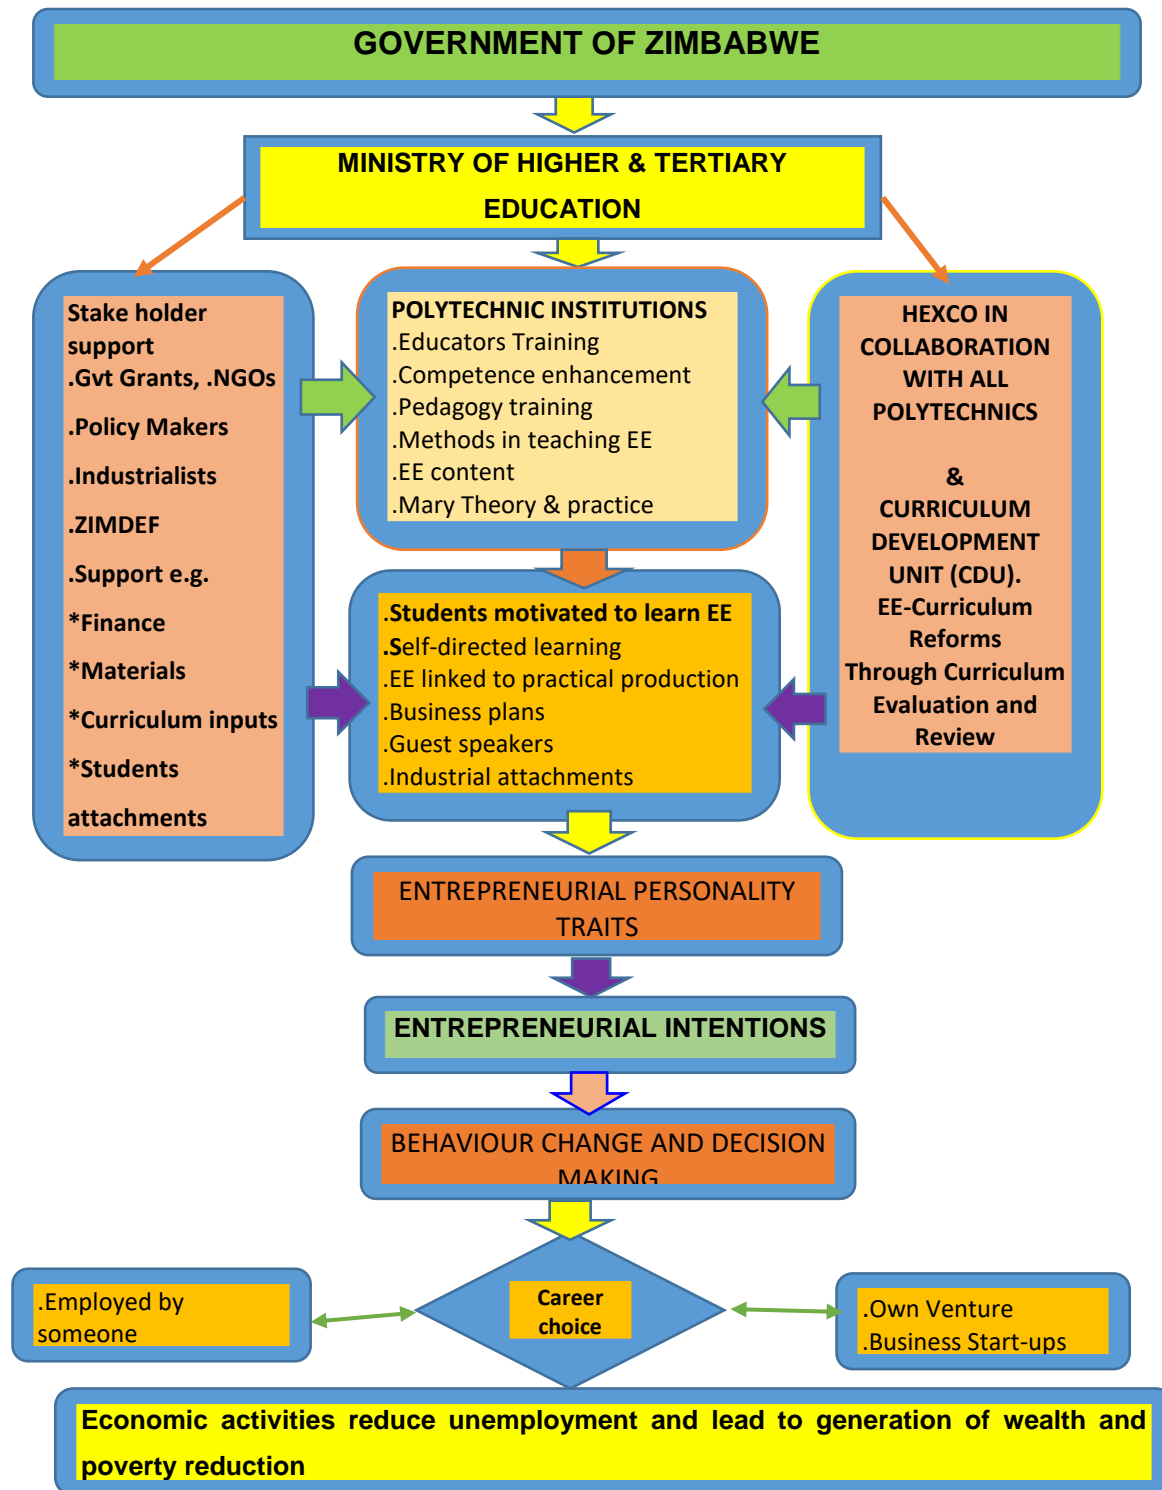 GOVERNMENT OF ZIMBABWE
MINISTRY OF HIGHER & TERTIARY
EDUCATION
Stake holder
support
.Gvt Grants, .NGOs
.Policy Makers
.Industrialists
.ZIMDEF
.Support e.g.
*Finance
*Materials
*Curriculum inputs
*Students
attachments
POLYTECHNIC INSTITUTIONS
.Educators Training
.Competence enhancement
.Pedagogy training
.Methods in teaching EE
.EE content
.Mary Theory & practice
HEXCO IN
COLLABORATION
WITH ALL
POLYTECHNICS
&
CURRICULUM
DEVELOPMENT
UNIT (CDU).
EE-Curriculum
Reforms
Through Curriculum
Evaluation and
Review
.Students motivated to learn EE
.Self-directed learning
.EE linked to practical production
.Business plans
.Guest speakers
.Industrial attachments
ENTREPRENEURIAL PERSONALITY
TRAITS
ENTREPRENEURIAL INTENTIONS
BEHAVIOUR CHANGE AND DECISION
MAKING
.Employed by
someone
Career
choice
.Own Venture
.Business Start-ups
Economic activities reduce unemployment and lead to generation of wealth and
poverty reduction